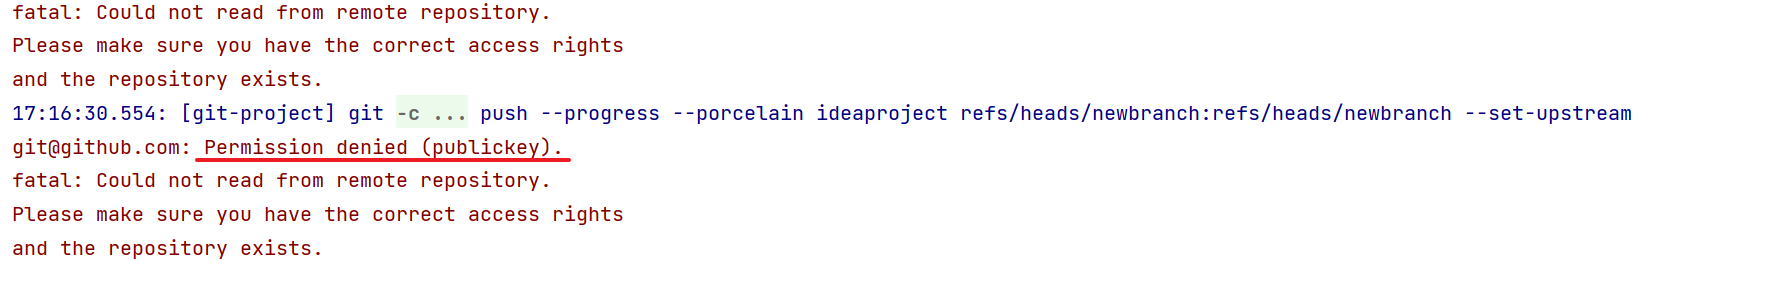 fatal: Could not read from remote repository.
Please make sure you have the correct access rights
and the repository exists.
17:16:30.554: [git-project] git -c ... push --progress --porcelain ideaproject refs/heads/newbranch:refs/heads/newbranch --set-upstream
git@github.com: Permission denied (publickey).
fatal: Could not read from remote repository.
Please make sure you have the correct access rights
and the repository exists.